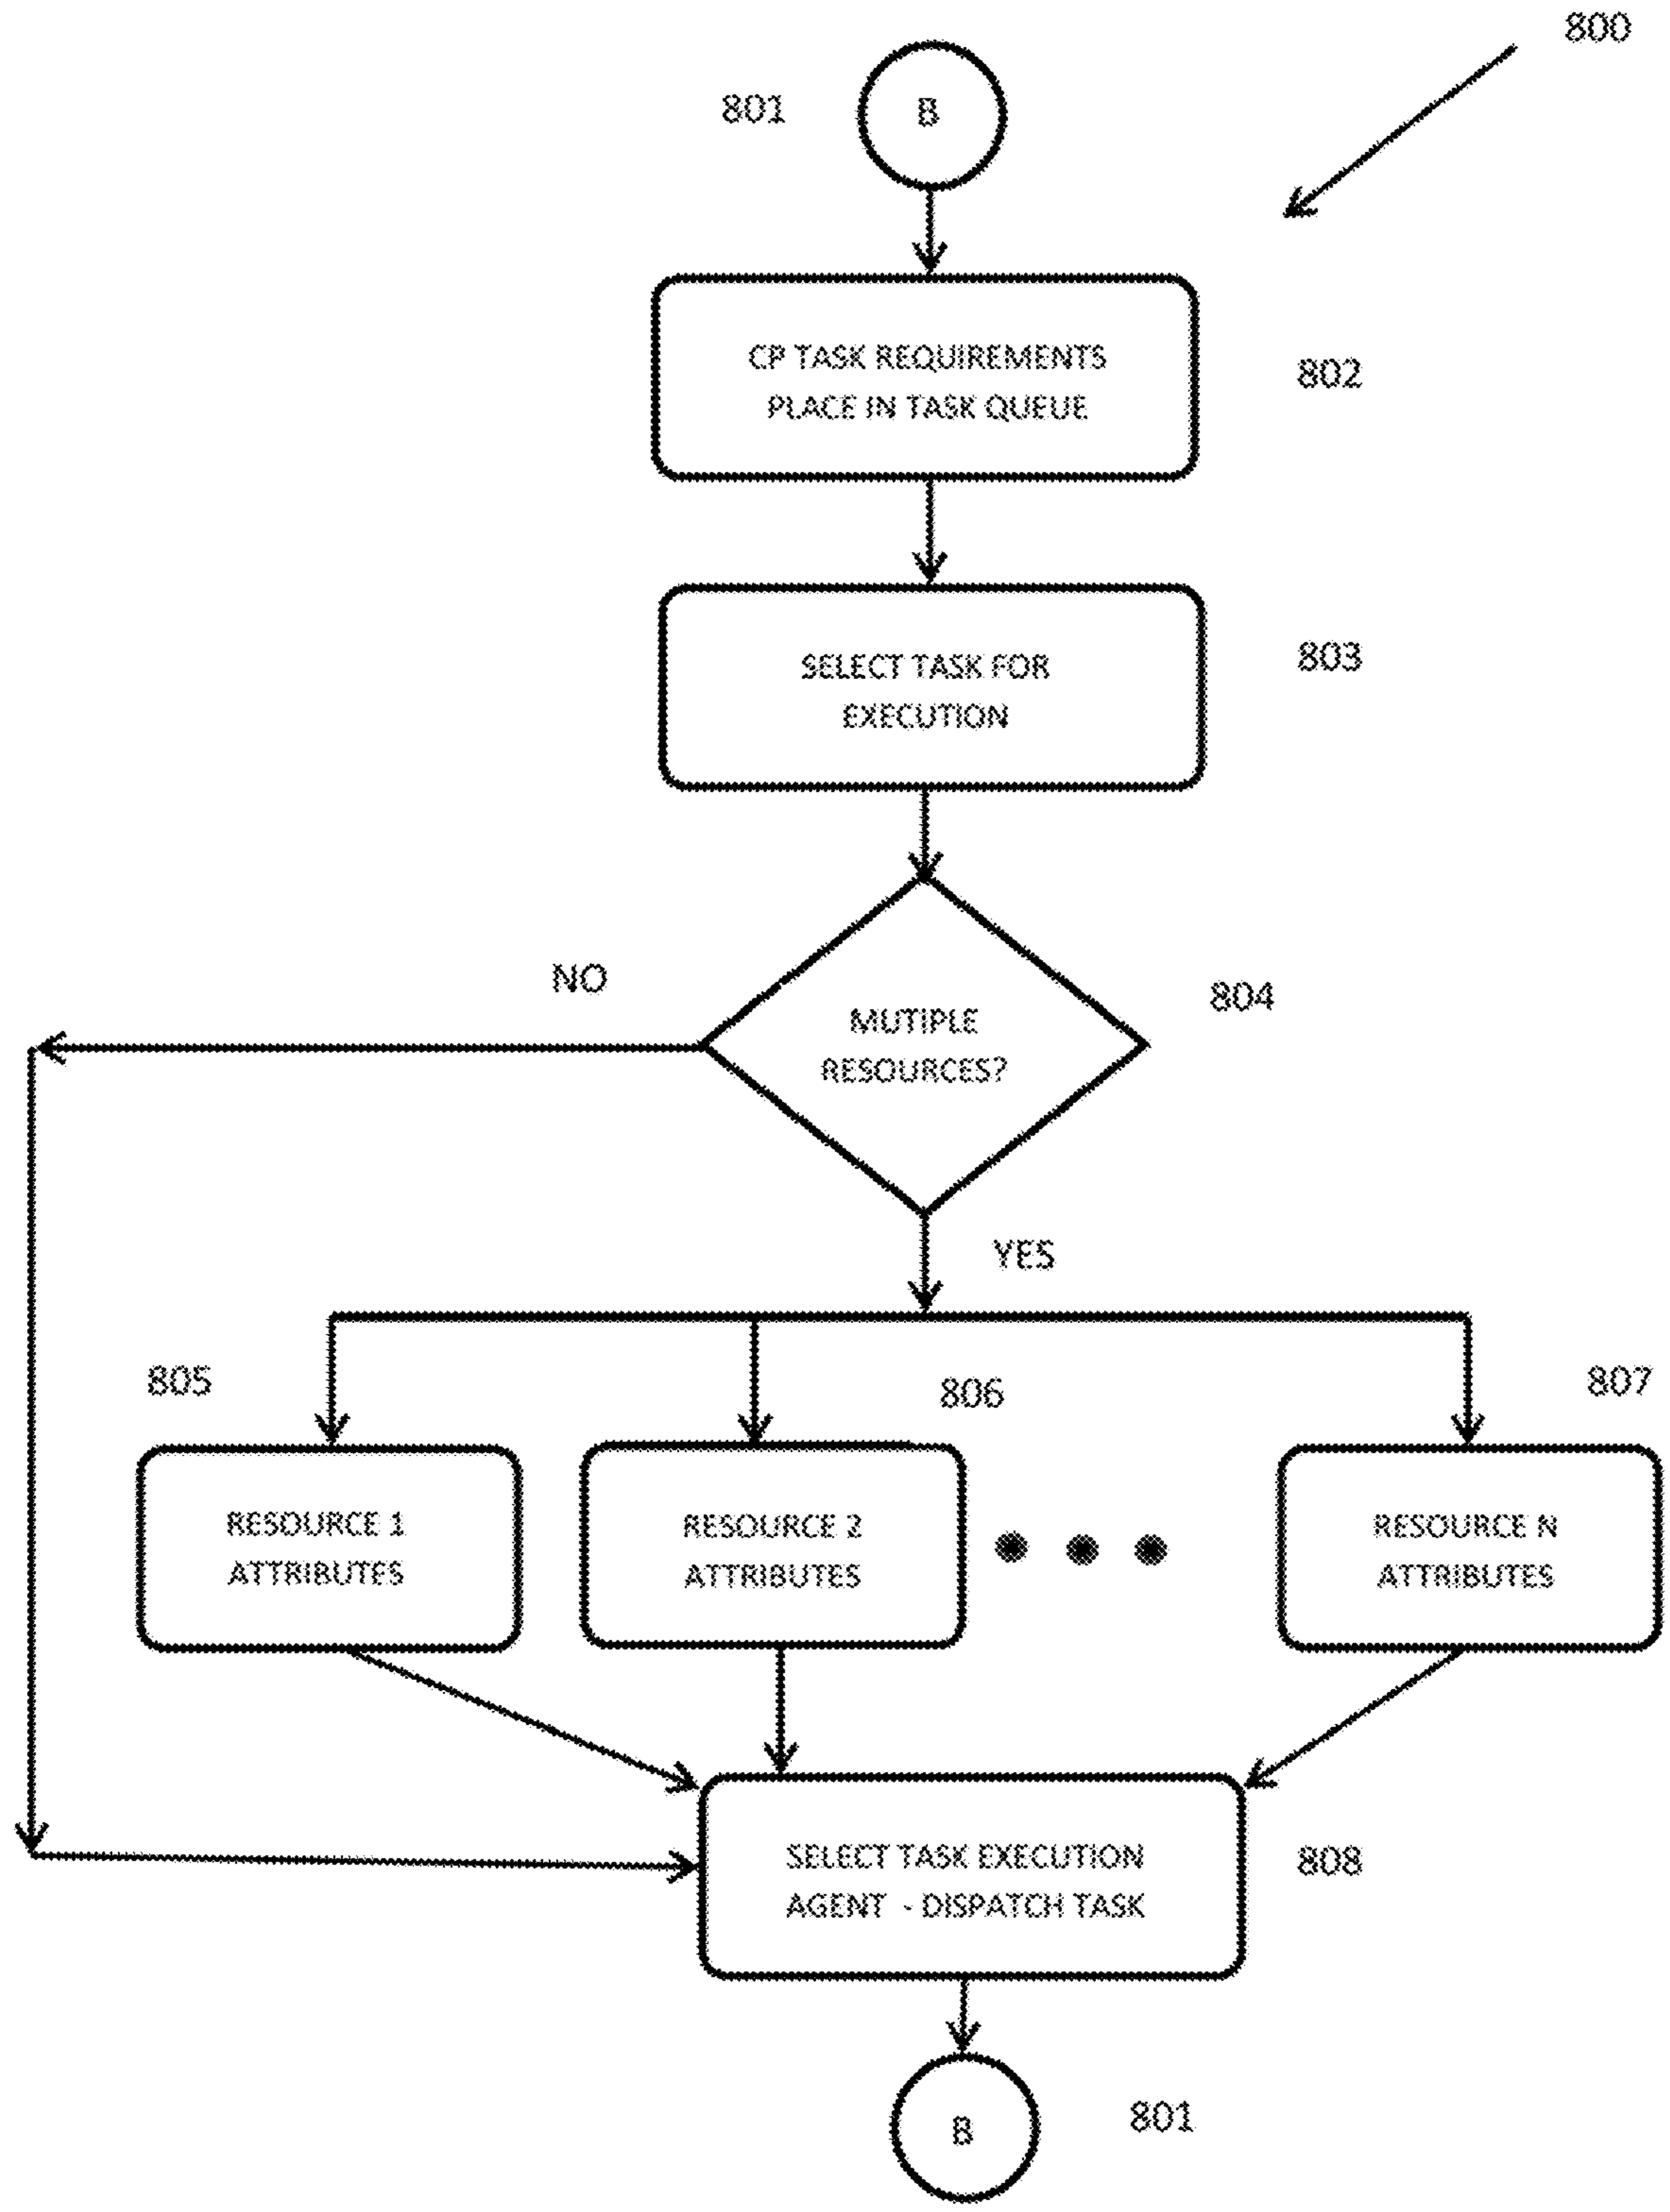 800
801
B
CP TASK REQUIREMENTS
PLACE IN TASK QUEUE
802
SELECT TASK FOR
EXECUTION
803
NO
MUTIPLE
RESOURCES?
804
YES
805
806
807
RESOURCE 1
ATTRIBUTES
RESOURCE 2
ATTRIBUTES
RESOURCE N
ATTRIBUTES
SELECT TASK EXECUTION
AGENT - DISPATCH TASK
808
B
801